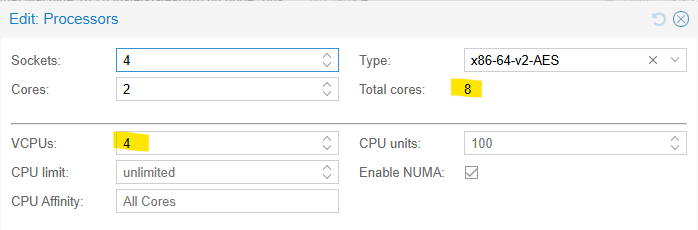 Edit: Processors
Sockets: 4 Type: x86-64-v2-AES
Cores: 2 Total cores: 8
VCPUs: 4 CPU units: 100
CPU limit: unlimited Enable NUMA:
CPU Affinity: All Cores